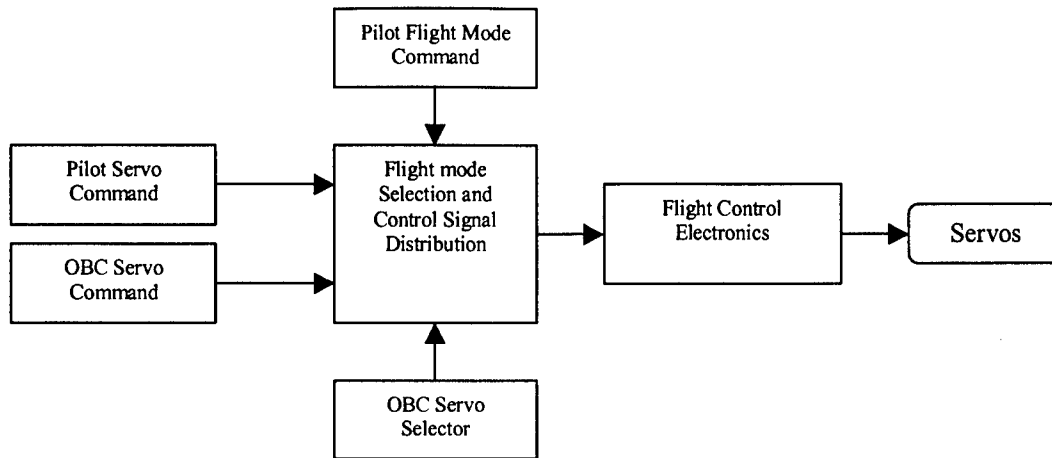 Pilot Flight Mode
Command
Pilot Servo
Command
Flight mode
Selection and
Control Signal
Distribution
Flight Control
Electronics
Servos
OBC Servo
Command
OBC Servo
Selector